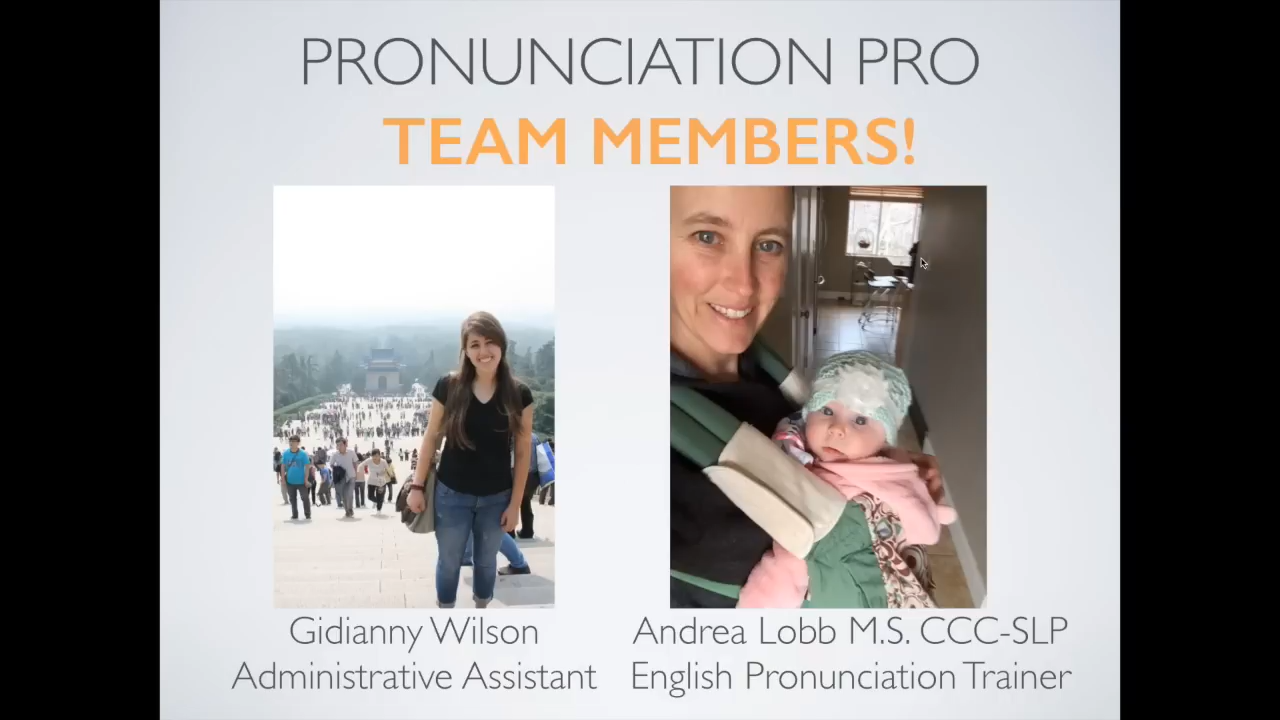 PRONUNCIATION PRO
TEAM MEMBERS!
Gidianny Wilson
Administrative Assistant
Andrea Lobb M.S. CCC-SLP
English Pronunciation Trainer